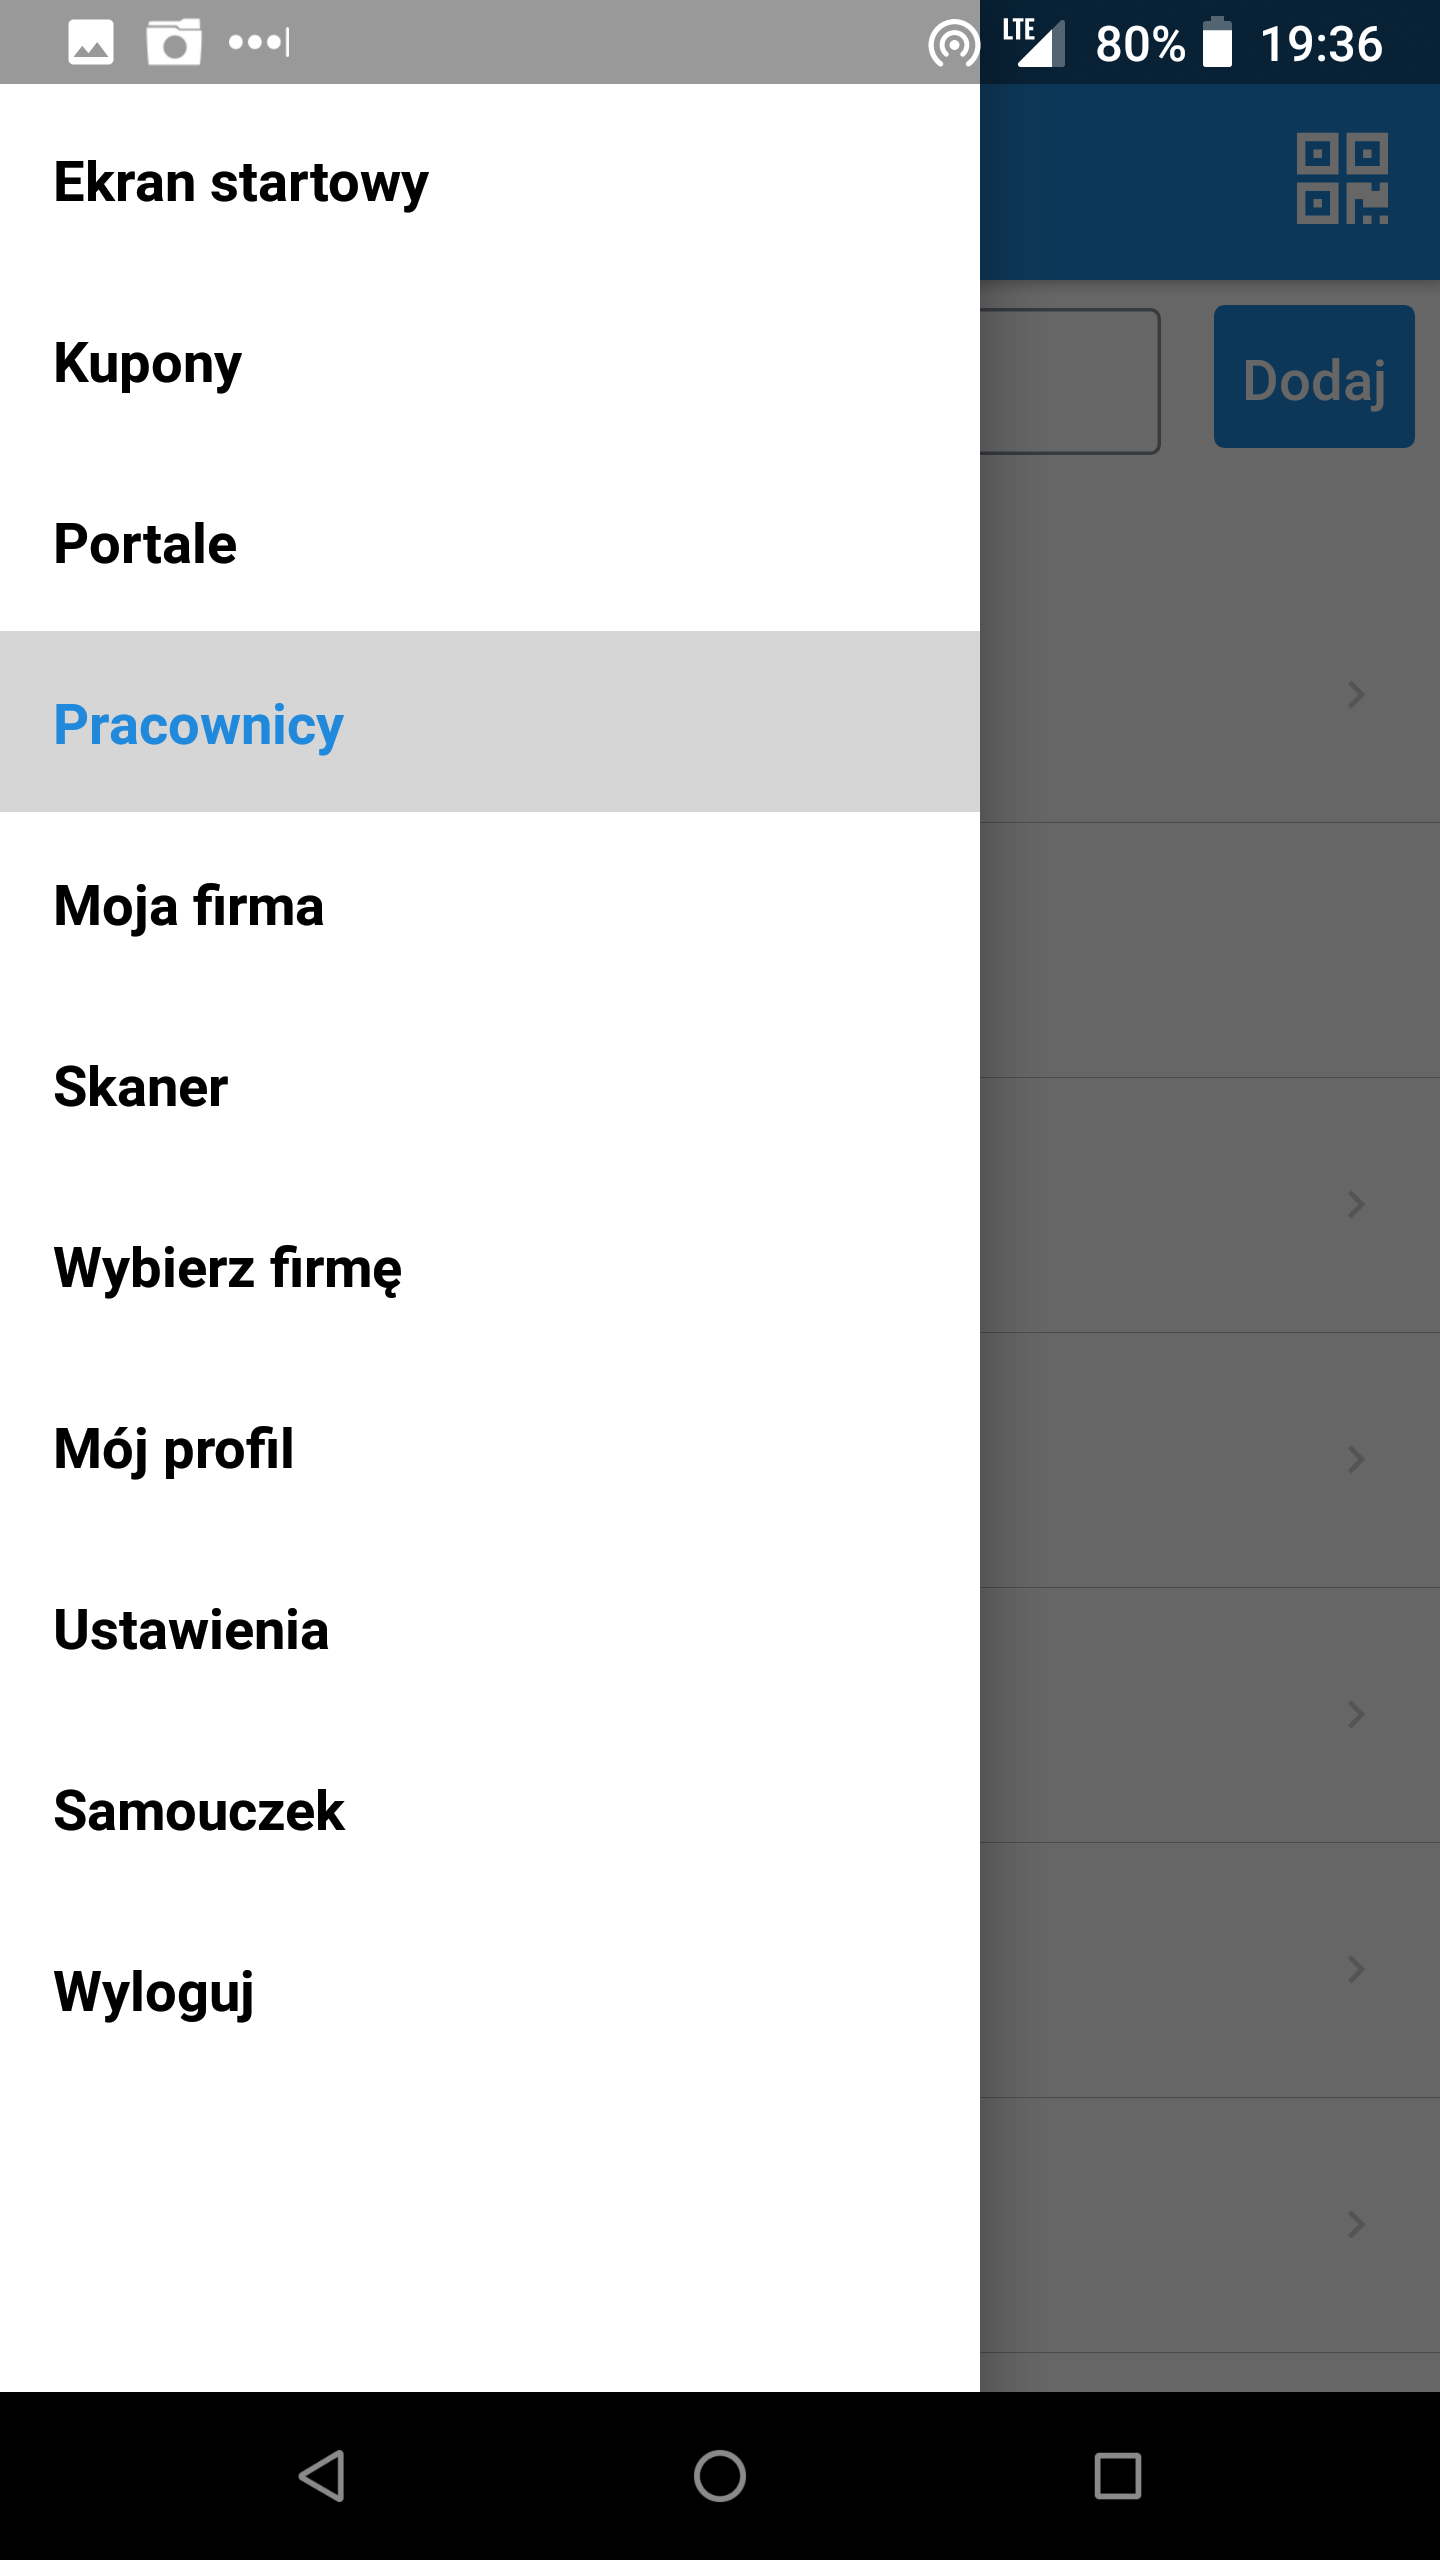 LTE 80% 19:36
Ekran startowy
Kupony
Dodaj
Portale
Pracownicy
Moja firma
Skaner
Wybierz firmę
Mój profil
Ustawienia
Samouczek
Wyloguj